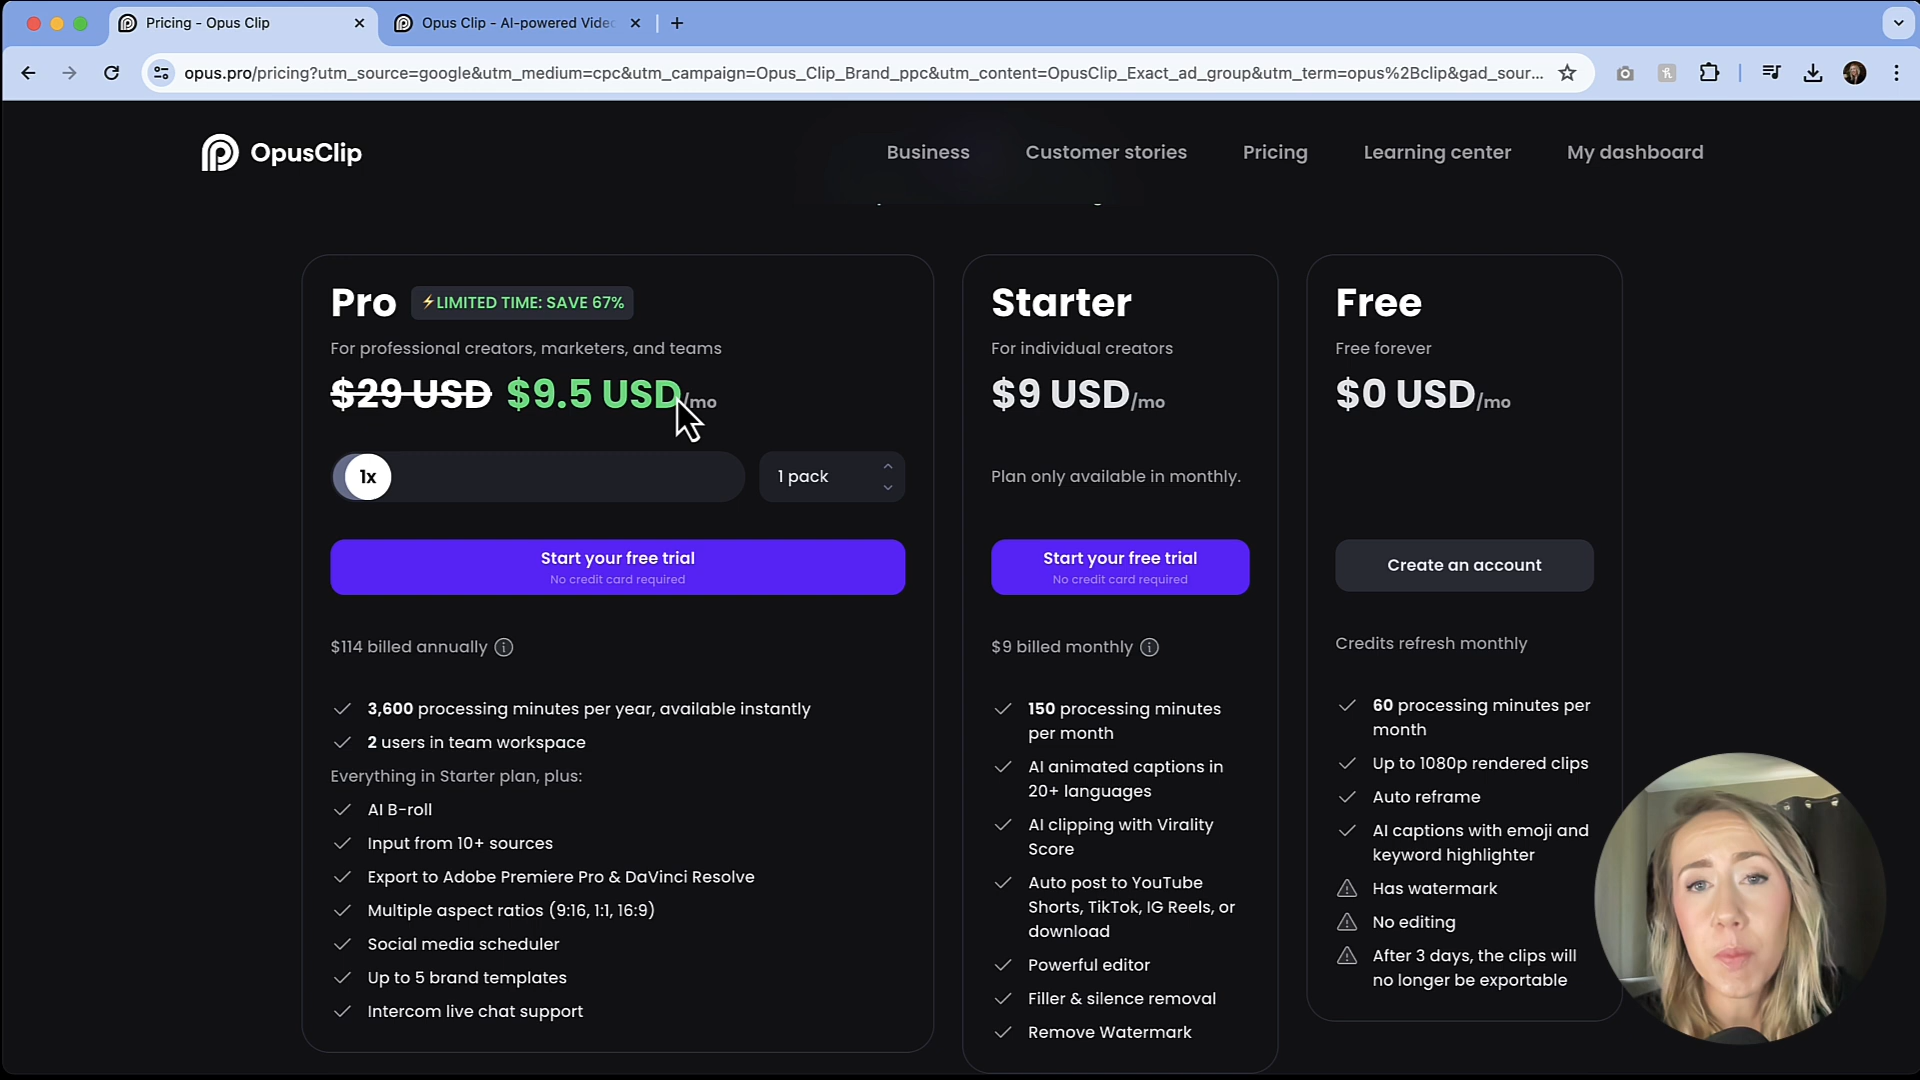 Pricing - Opus Clip
Opus Clip - AI-powered Vide
opus.pro/pricing?utm_source=google&utm_medium=cpc&utm_campaign=Opus_Clip_Brand_ppc&utm_content=OpusClip_Exact_ad_group&utm_term=opus%2Bclip&gad_sour...
OpusClip
Business
Customer stories
Pricing
Learning center
My dashboard
Pro
⚡LIMITED TIME: SAVE 67%
For professional creators, marketers, and teams
$29 USD $9.5 USD/mo
1x
1 pack
Start your free trial
No credit card required
$114 billed annually
3,600 processing minutes per year, available instantly
2 users in team workspace
Everything in Starter plan, plus:
AI B-roll
Input from 10+ sources
Export to Adobe Premiere Pro & DaVinci Resolve
Multiple aspect ratios (9:16, 1:1, 16:9)
Social media scheduler
Up to 5 brand templates
Intercom live chat support
Starter
For individual creators
$9 USD/mo
Plan only available in monthly.
Start your free trial
No credit card required
$9 billed monthly
150 processing minutes
per month
AI animated captions in
20+ languages
AI clipping with Virality
Score
Auto post to YouTube
Shorts, TikTok, IG Reels, or
download
Powerful editor
Filler & silence removal
Remove Watermark
Free
Free forever
$0 USD/mo
Create an account
Credits refresh monthly
60 processing minutes per
month
Up to 1080p rendered clips
Auto reframe
AI captions with emoji and
keyword highlighter
Has watermark
No editing
After 3 days, the clips will
no longer be exportable